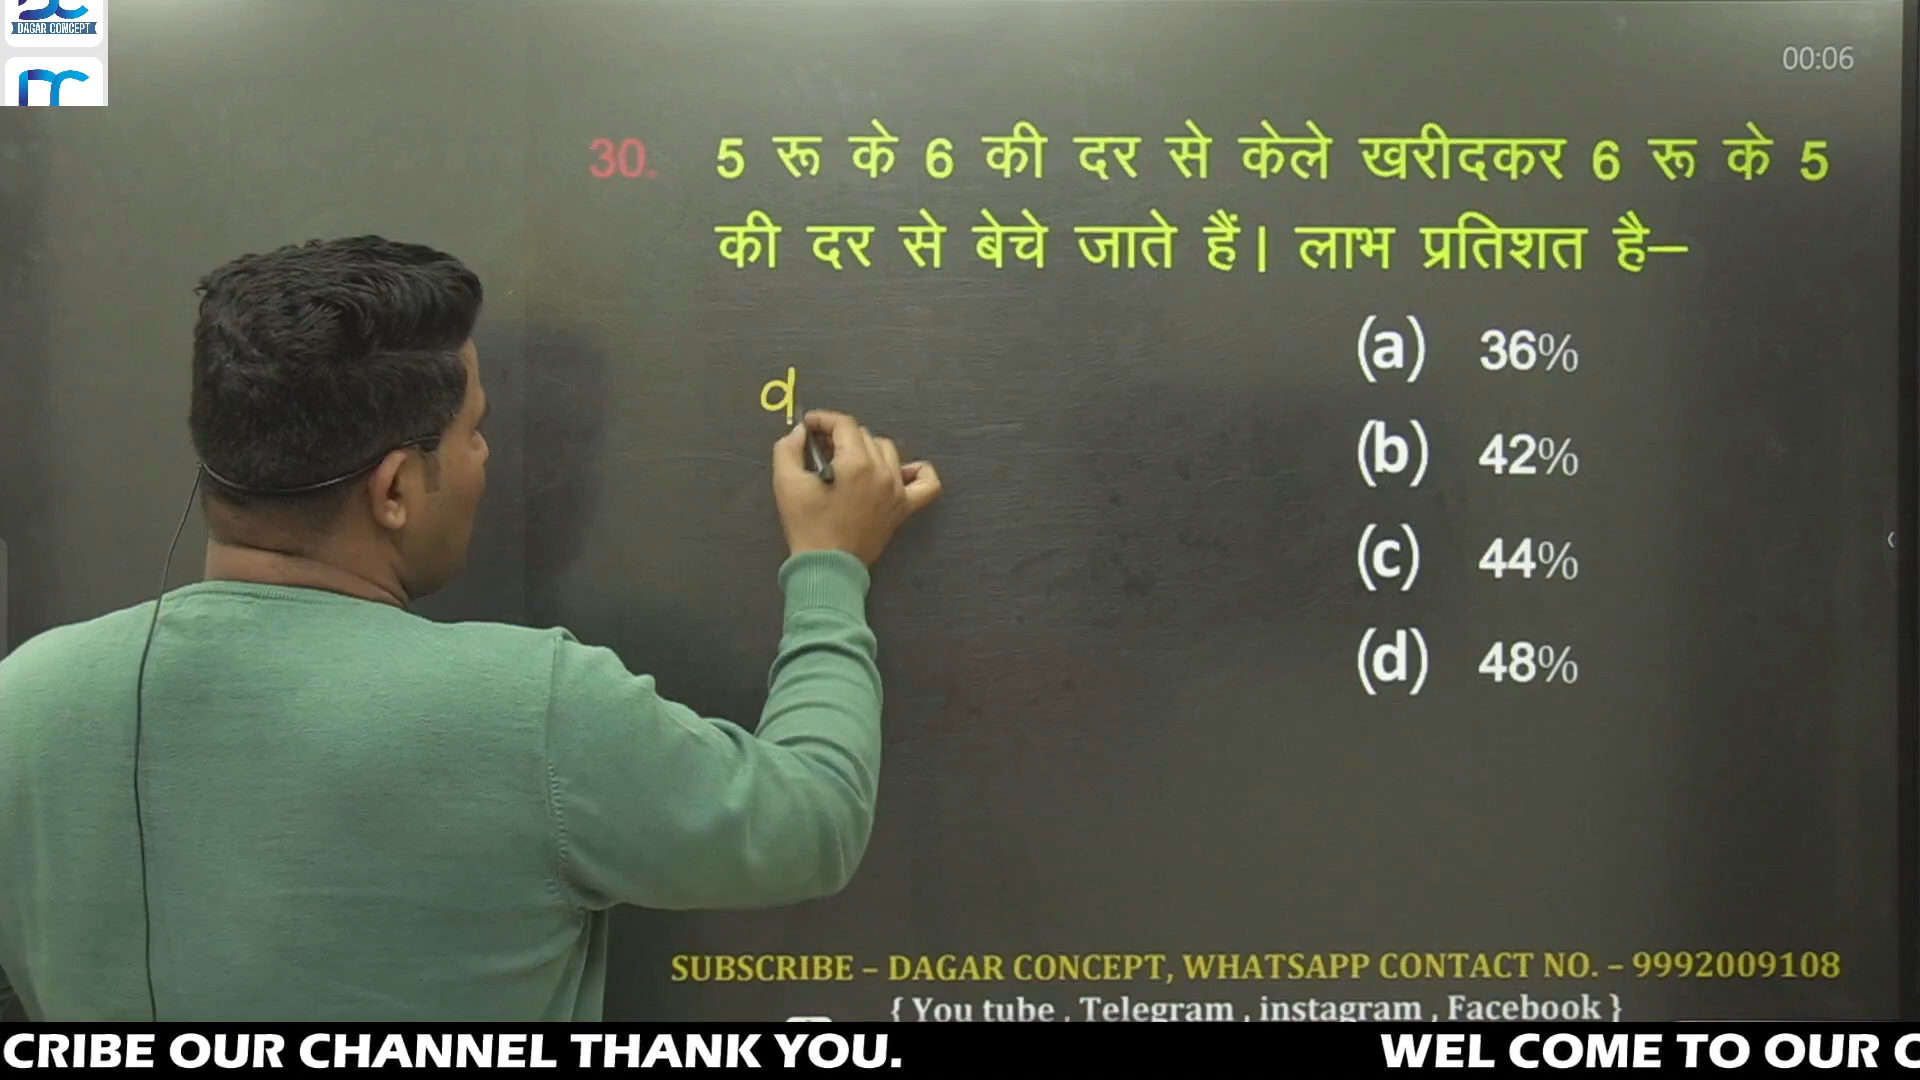 DAGAR CONCEPT
00:06
30. 5 रू के 6 की दर से केले खरीदकर 6 रू के 5
की दर से बेचे जाते हैं। लाभ प्रतिशत है–
(a) 36%
(b) 42%
(c) 44%
(d) 48%
SUBSCRIBE – DAGAR CONCEPT, WHATSAPP CONTACT NO. – 9992009108
{ You tube , Telegram , instagram , Facebook }
CRIBE OUR CHANNEL THANK YOU. WEL COME TO OUR